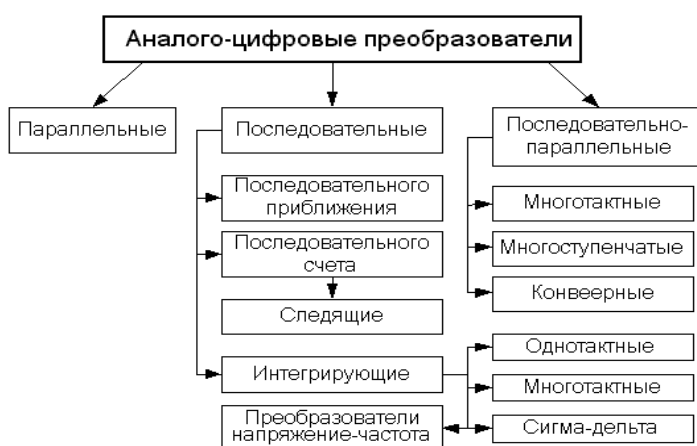 Аналого-цифровые преобразователи
Параллельные
Последовательные
Последовательного
приближения
Последовательного
счета
Следящие
Интегрирующие
Преобразователи
напряжение-частота
Последовательно-
параллельные
Многотактные
Многоступенчатые
Конвеерные
Однотактные
Многотактные
Сигма-дельта